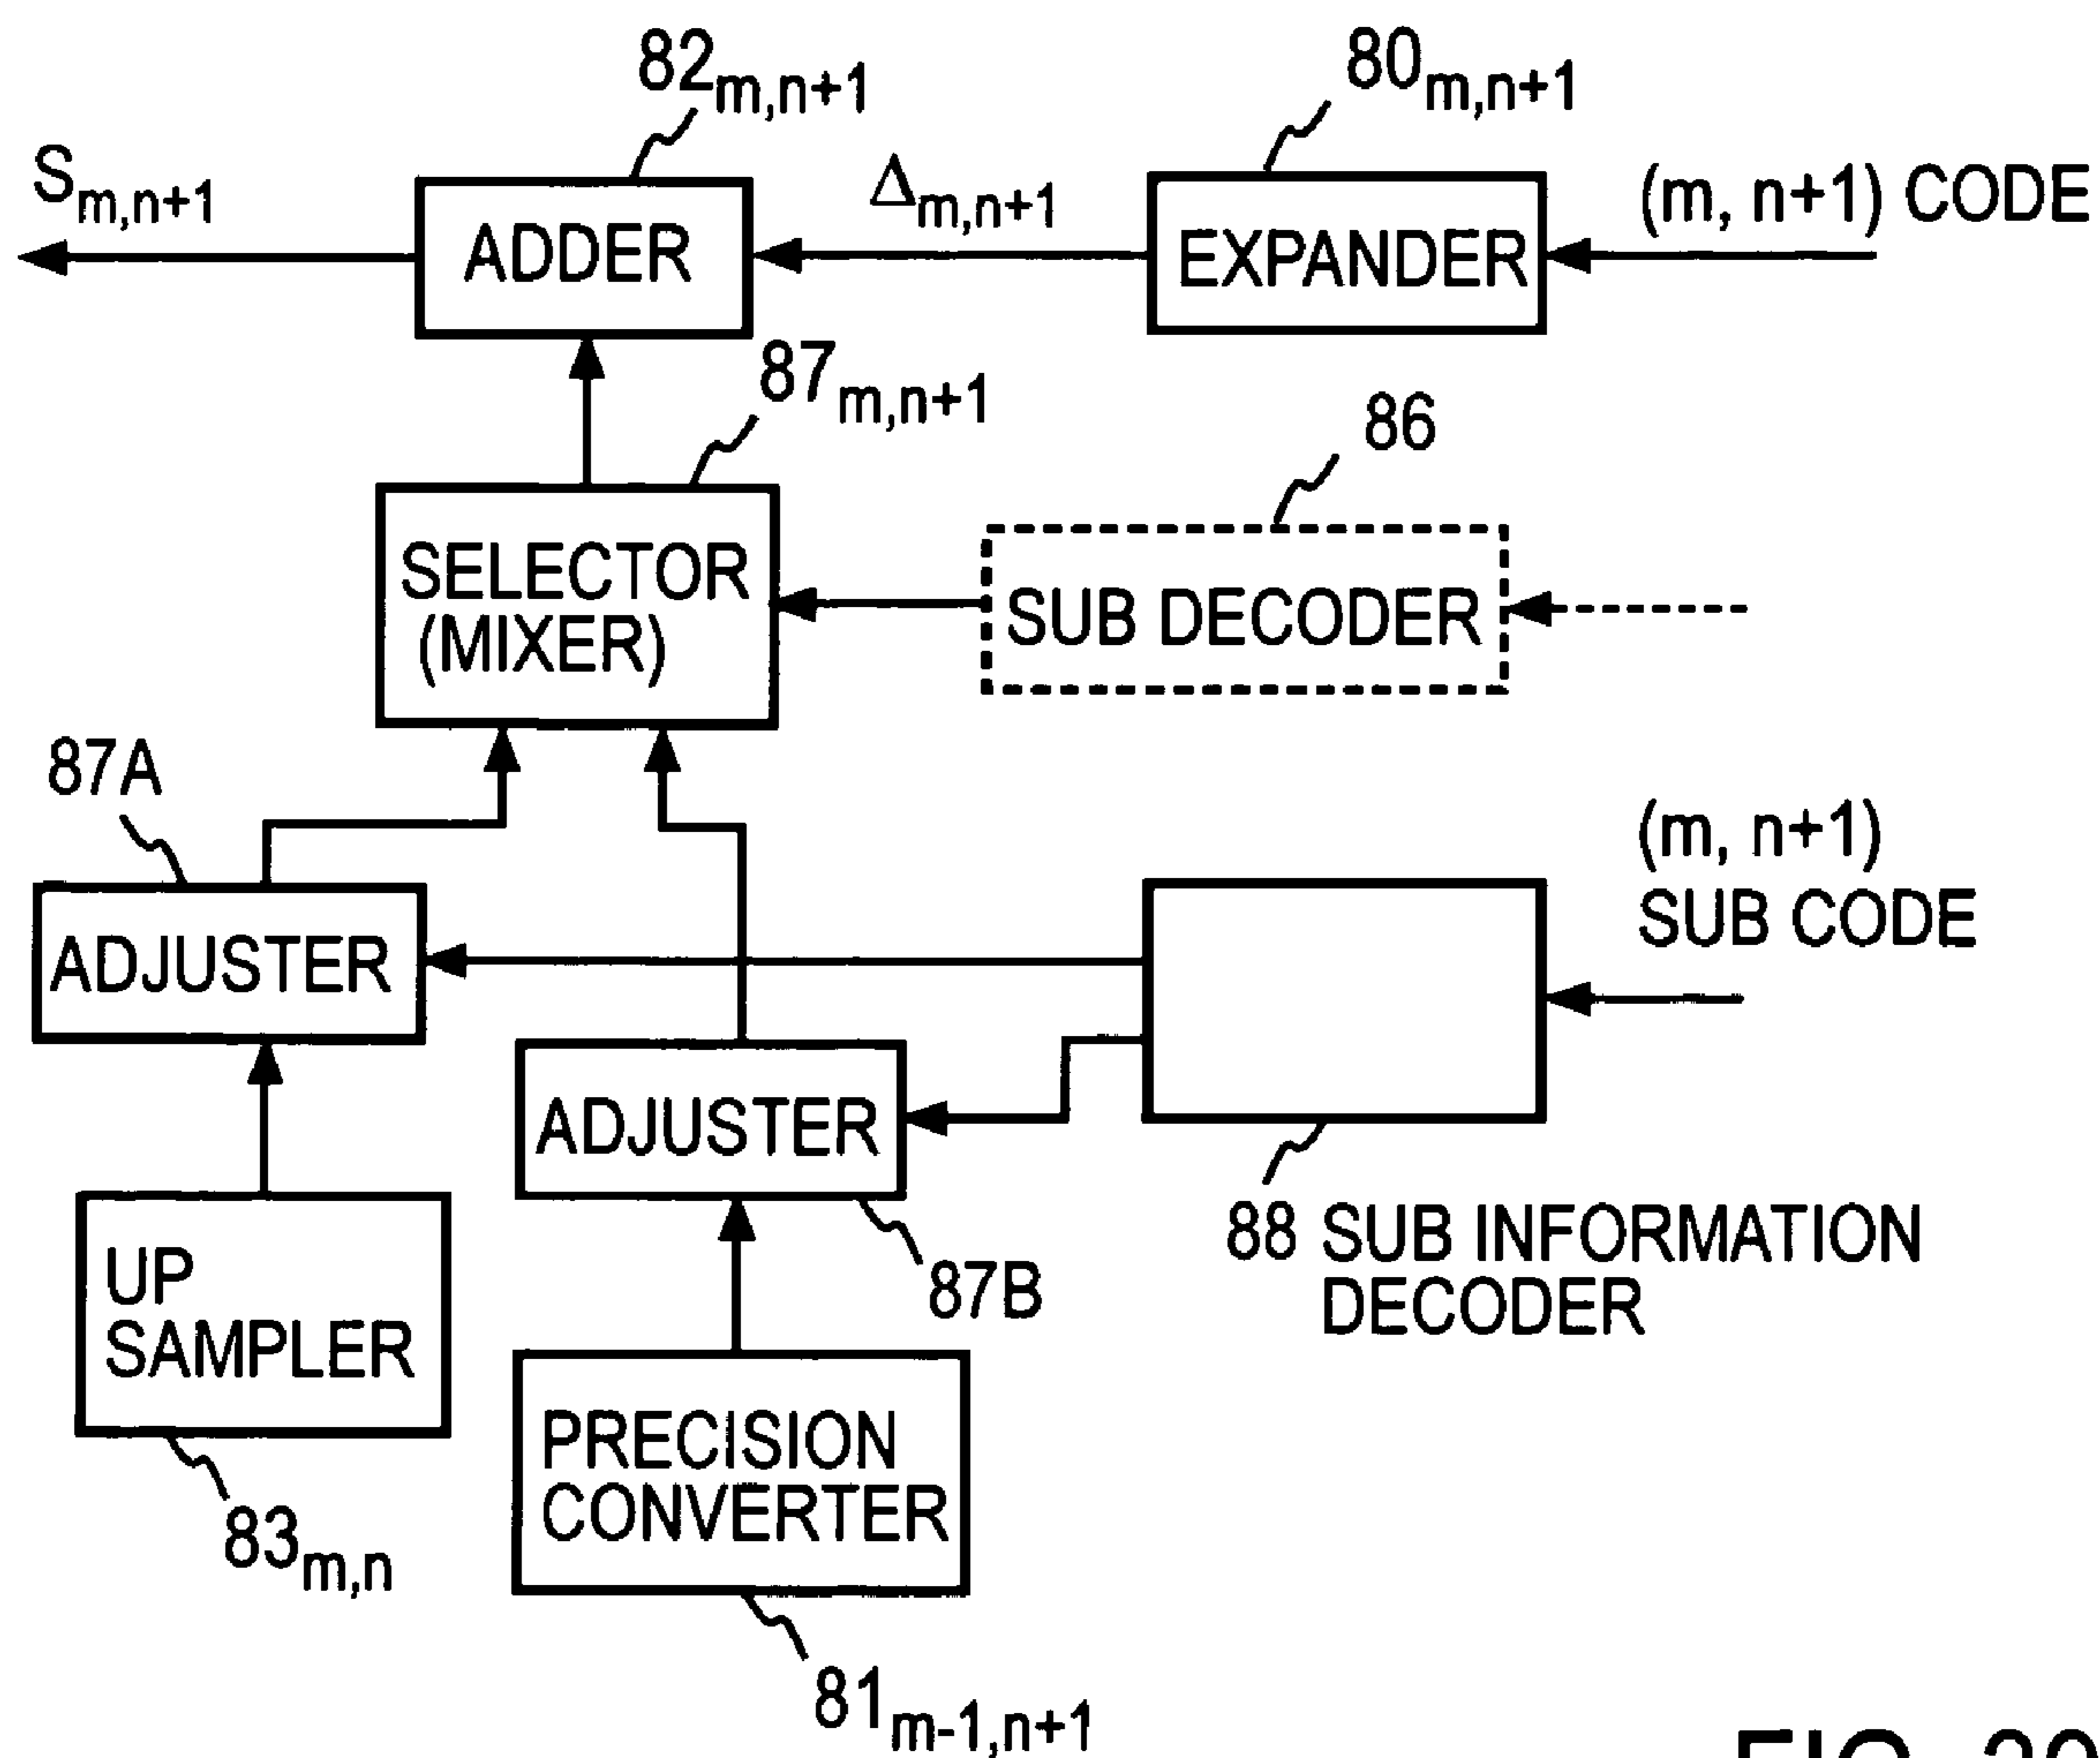 82m,n+1
80m,n+1
Sm,n+1
Δm,n+1
(m, n+1) CODE
ADDER
EXPANDER
87m,n+1
86
SELECTOR
(MIXER)
SUB DECODER
87A
(m, n+1)
SUB CODE
ADJUSTER
ADJUSTER
88 SUB INFORMATION
DECODER
UP
SAMPLER
87B
PRECISION
CONVERTER
83m,n
81m-1,n+1